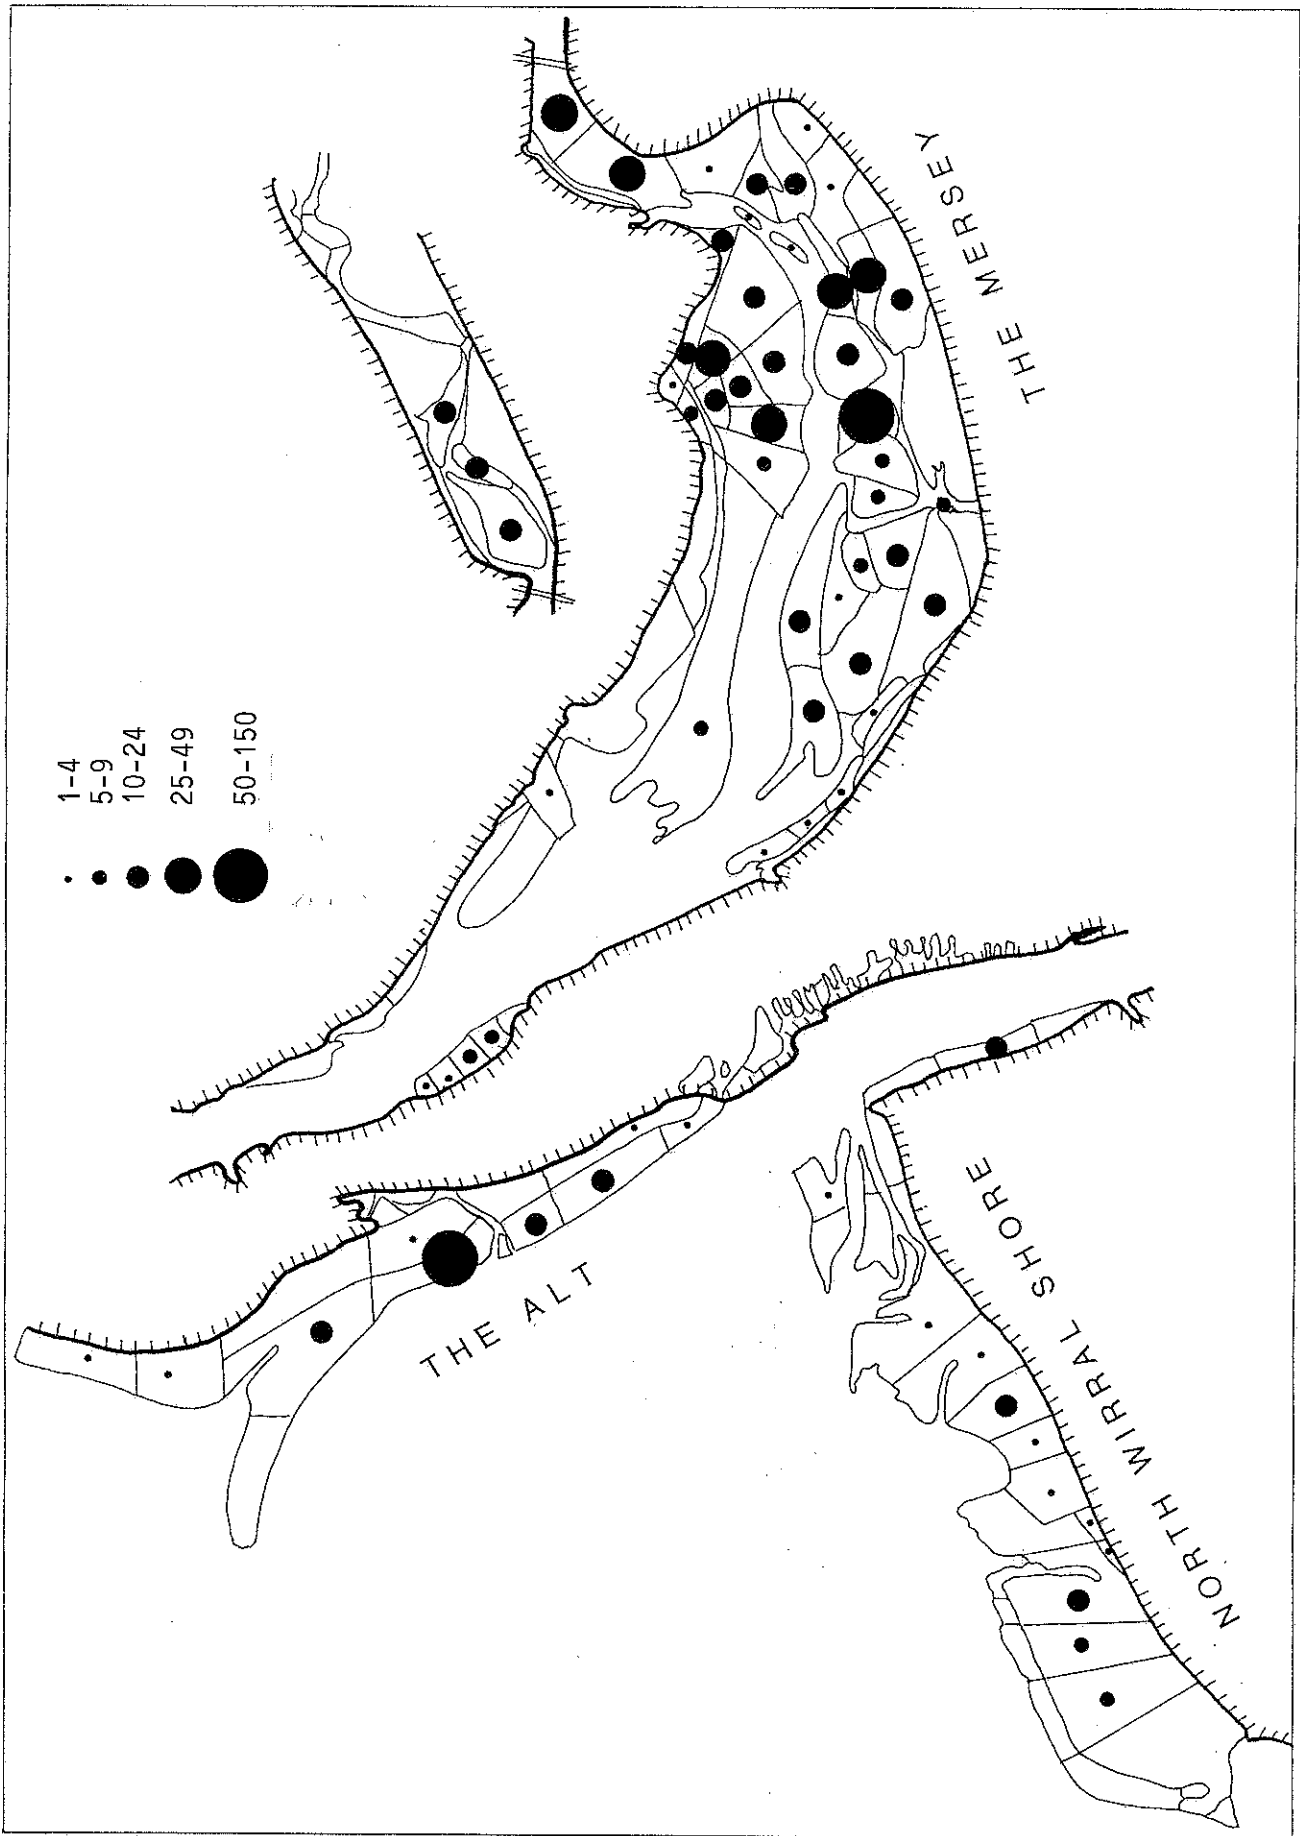 1-4
5-9
10-24
25-49
50-150
THE MERSEY
THE ALT
NORTH WIRRAL SHORE